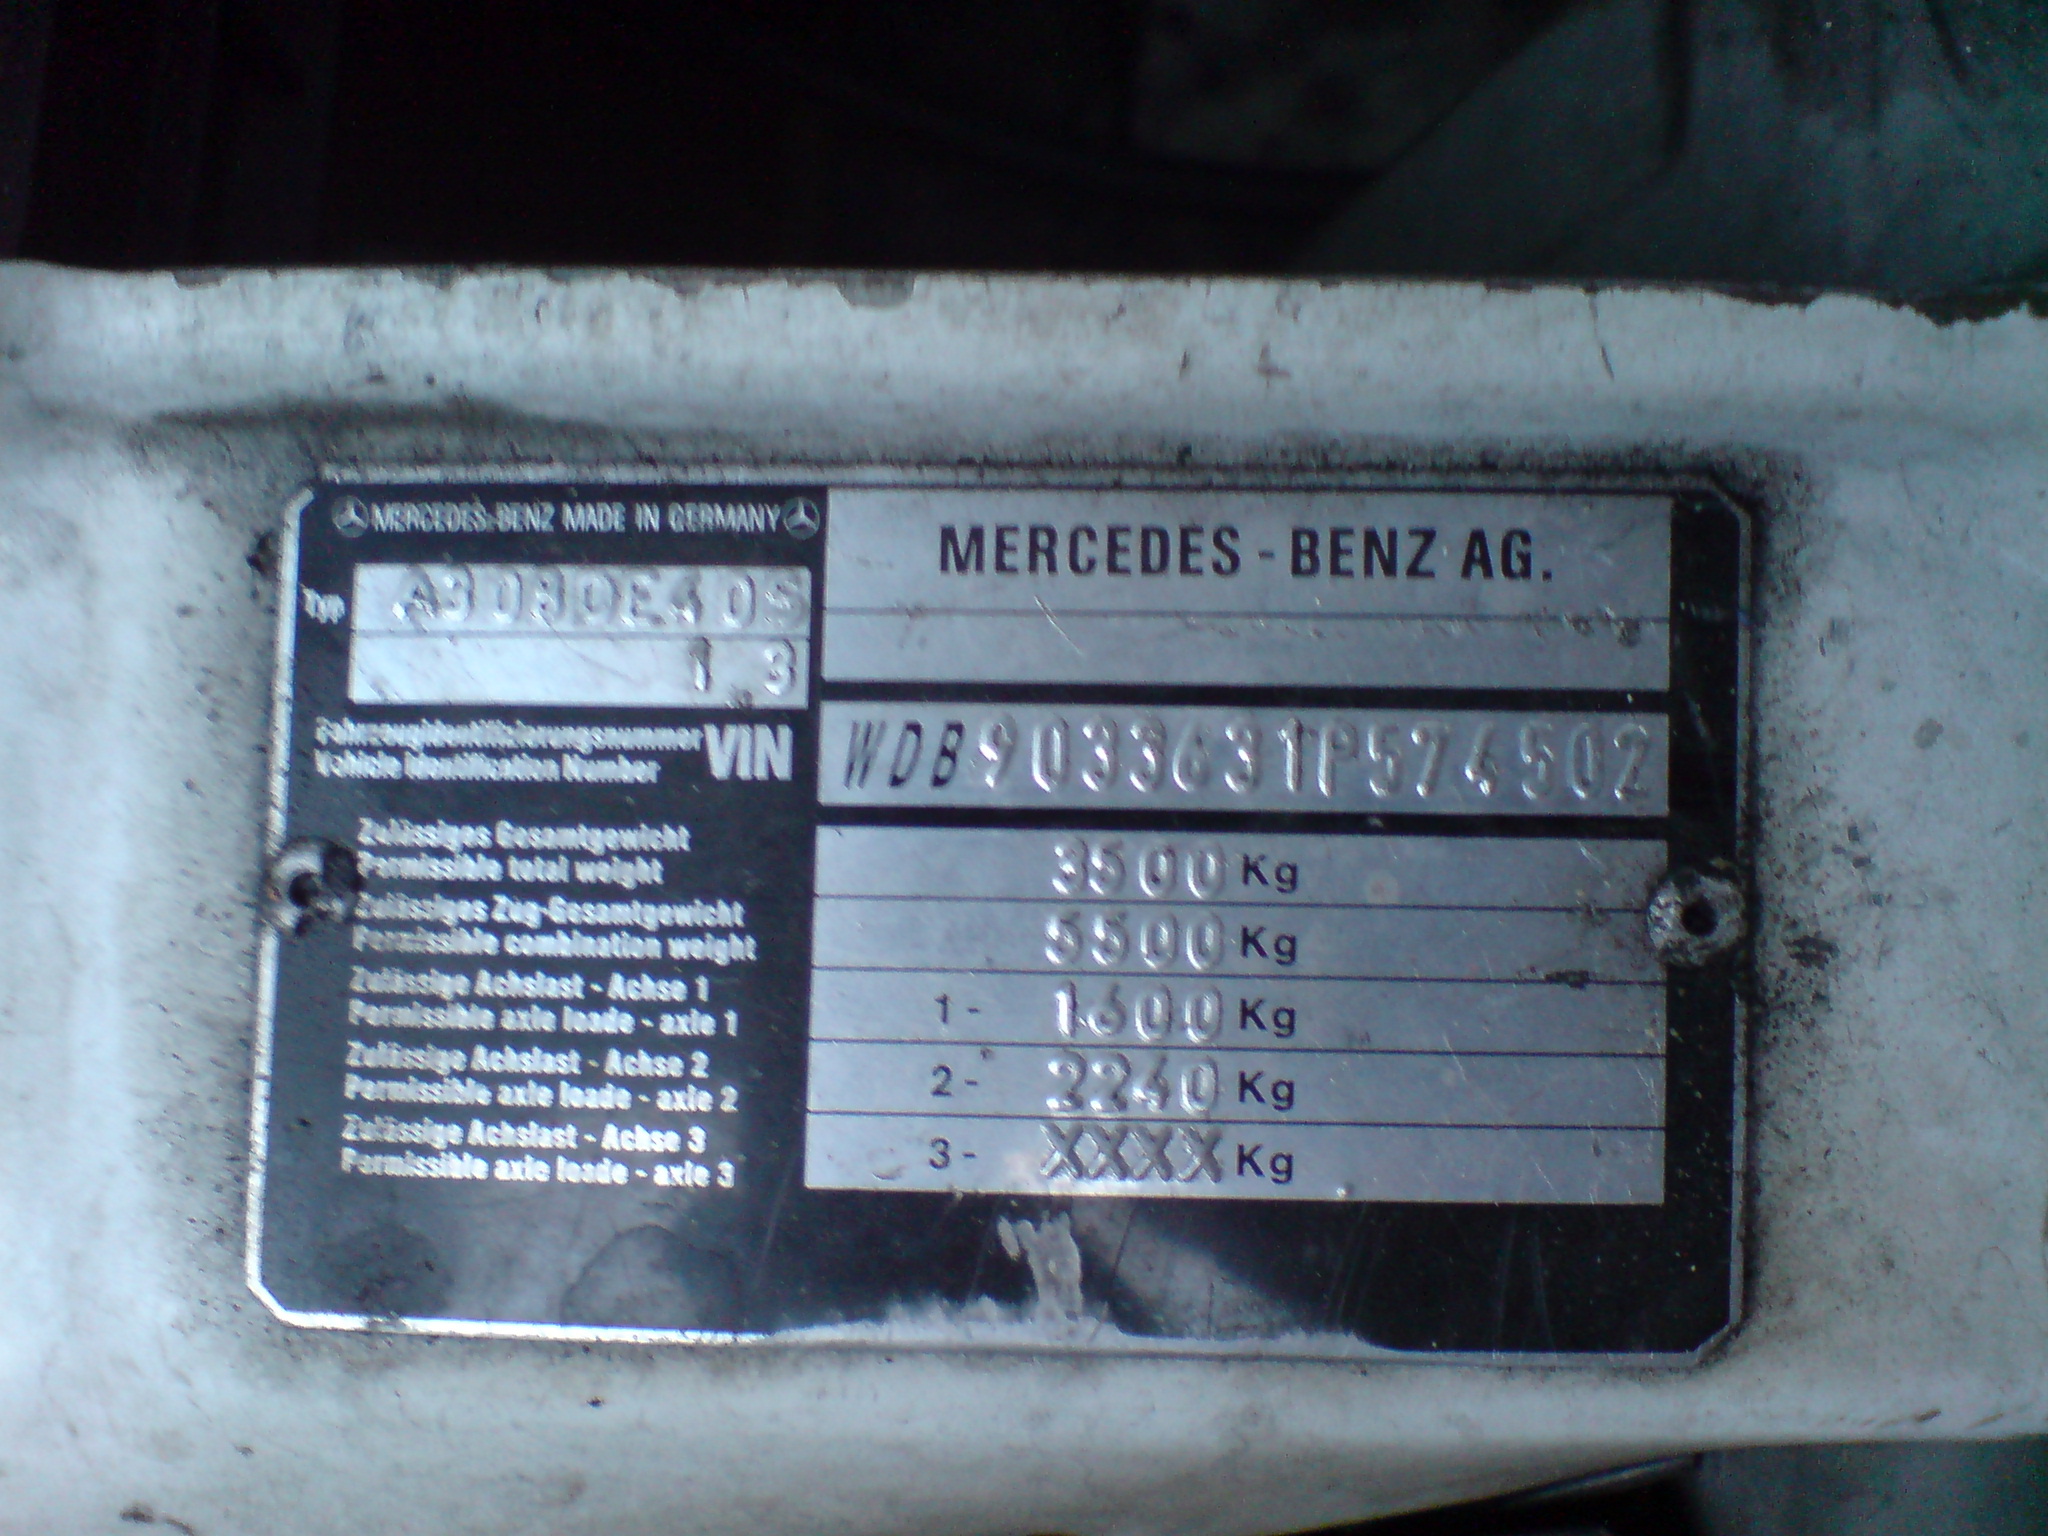 MERCEDES-BENZ MADE IN GERMANY
MERCEDES-BENZ AG.
Typ
1 3
Fahrzeugidentifizierungsnummer
Vehicle Identification Number
VIN
WDB9033631P574502
Zulässiges Gesamtgewicht
Permissible total weight
3500 Kg
Zulässiges Zug-Gesamtgewicht
Permissible combination weight
5500 Kg
Zulässige Achslast - Achse 1
Permissible axle loade - axle 1
1- 1600 Kg
Zulässige Achslast - Achse 2
Permissible axle loade - axle 2
2- 2240 Kg
Zulässige Achslast - Achse 3
Permissible axle loade - axle 3
3- XXXX Kg